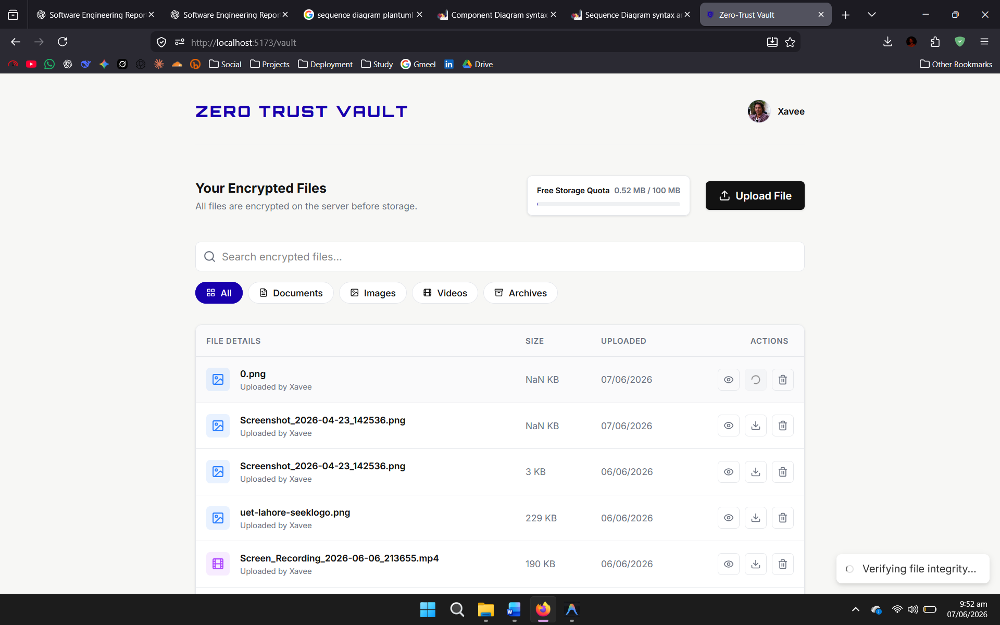 Software Engineering Repor
Software Engineering Repor
sequence diagram plantuml
Component Diagram syntax
Sequence Diagram syntax ar
Zero-Trust Vault
http://localhost:5173/vault
Social
Projects
Deployment
Study
Gmeel
Drive
Other Bookmarks
ZERO TRUST VAULT
Xavee
Your Encrypted Files
All files are encrypted on the server before storage.
Free Storage Quota 0.52 MB / 100 MB
Upload File
Search encrypted files...
All
Documents
Images
Videos
Archives
FILE DETAILS SIZE UPLOADED ACTIONS
0.png
Uploaded by Xavee
NaN KB
07/06/2026
Screenshot_2026-04-23_142536.png
Uploaded by Xavee
NaN KB
07/06/2026
Screenshot_2026-04-23_142536.png
Uploaded by Xavee
3 KB
06/06/2026
uet-lahore-seeklogo.png
Uploaded by Xavee
229 KB
06/06/2026
Screen_Recording_2026-06-06_213655.mp4
Uploaded by Xavee
190 KB
06/06/2026
Verifying file integrity...
9:52 am
07/06/2026